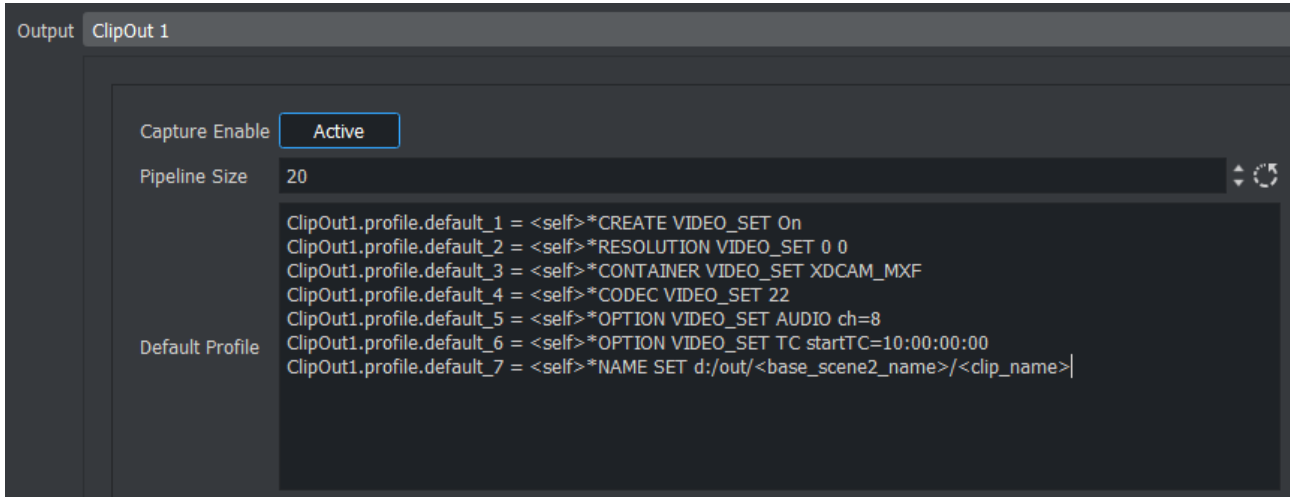 Output ClipOut 1
Capture Enable Active
Pipeline Size 20
Default Profile
ClipOut1.profile.default_1 = <self>*CREATE VIDEO_SET On
ClipOut1.profile.default_2 = <self>*RESOLUTION VIDEO_SET 0 0
ClipOut1.profile.default_3 = <self>*CONTAINER VIDEO_SET XDCAM_MXF
ClipOut1.profile.default_4 = <self>*CODEC VIDEO_SET 22
ClipOut1.profile.default_5 = <self>*OPTION VIDEO_SET AUDIO ch=8
ClipOut1.profile.default_6 = <self>*OPTION VIDEO_SET TC startTC=10:00:00:00
ClipOut1.profile.default_7 = <self>*NAME SET d:/out/<base_scene2_name>/<clip_name>